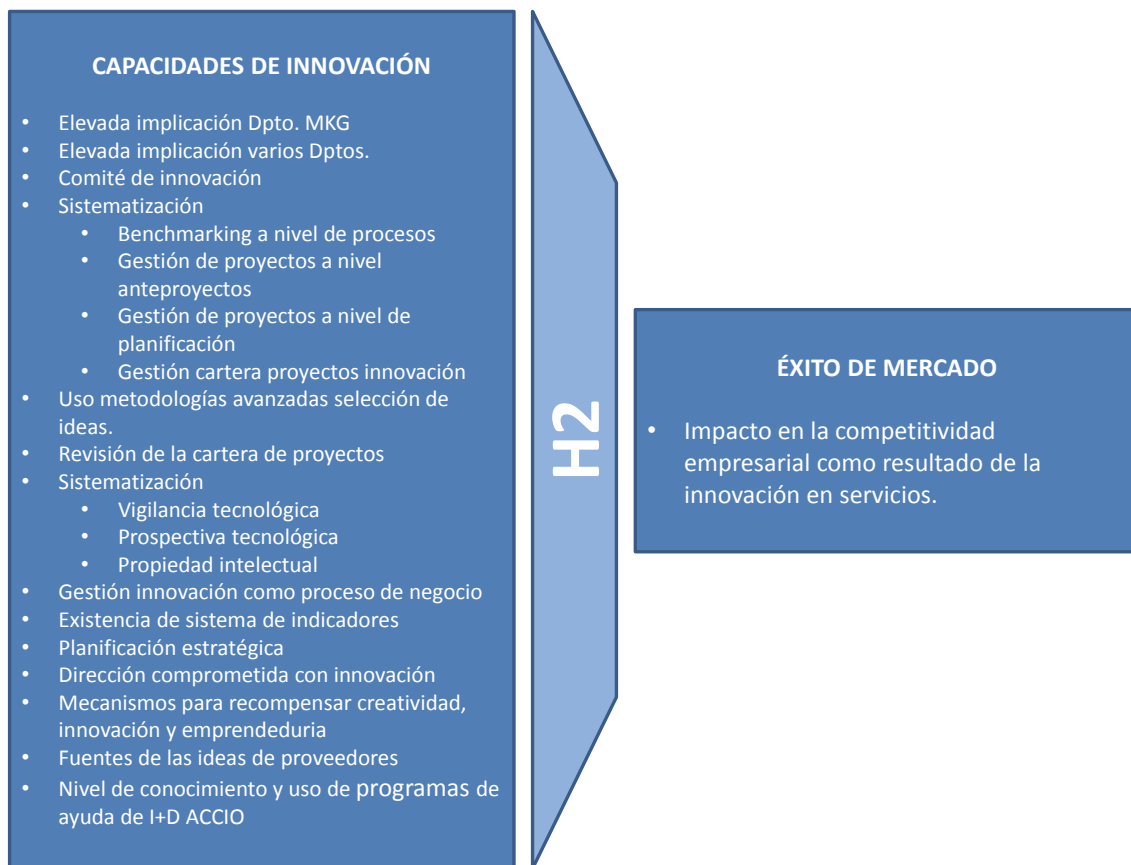 CAPACIDADES DE INNOVACIÓN
• Elevada implicación Dpto. MKG
• Elevada implicación varios Dptos.
• Comité de innovación
• Sistematización
• Benchmarking a nivel de procesos
• Gestión de proyectos a nivel
anteproyectos
• Gestión de proyectos a nivel de
planificación
• Gestión cartera proyectos innovación
• Uso metodologías avanzadas selección de
ideas.
• Revisión de la cartera de proyectos
• Sistematización
• Vigilancia tecnológica
• Prospectiva tecnológica
• Propiedad intelectual
• Gestión innovación como proceso de negocio
• Existencia de sistema de indicadores
• Planificación estratégica
• Dirección comprometida con innovación
• Mecanismos para recompensar creatividad,
innovación y emprendeduria
• Fuentes de las ideas de proveedores
• Nivel de conocimiento y uso de programas de
ayuda de I+D ACCIO
H2
ÉXITO DE MERCADO
• Impacto en la competitividad
empresarial como resultado de la
innovación en servicios.